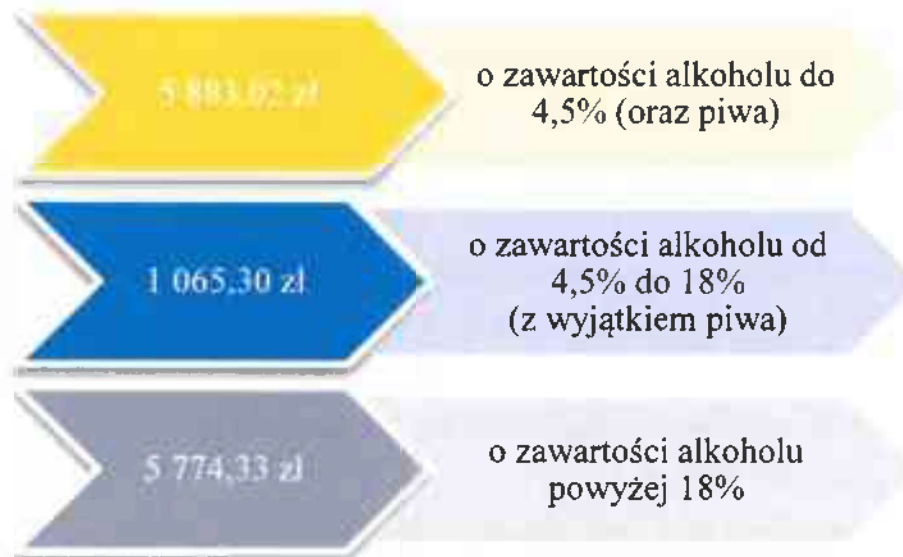 5 883,02 zł
o zawartości alkoholu do
4,5% (oraz piwa)
1 065,30 zł
o zawartości alkoholu od
4,5% do 18%
(z wyjątkiem piwa)
5 774,33 zł
o zawartości alkoholu
powyżej 18%